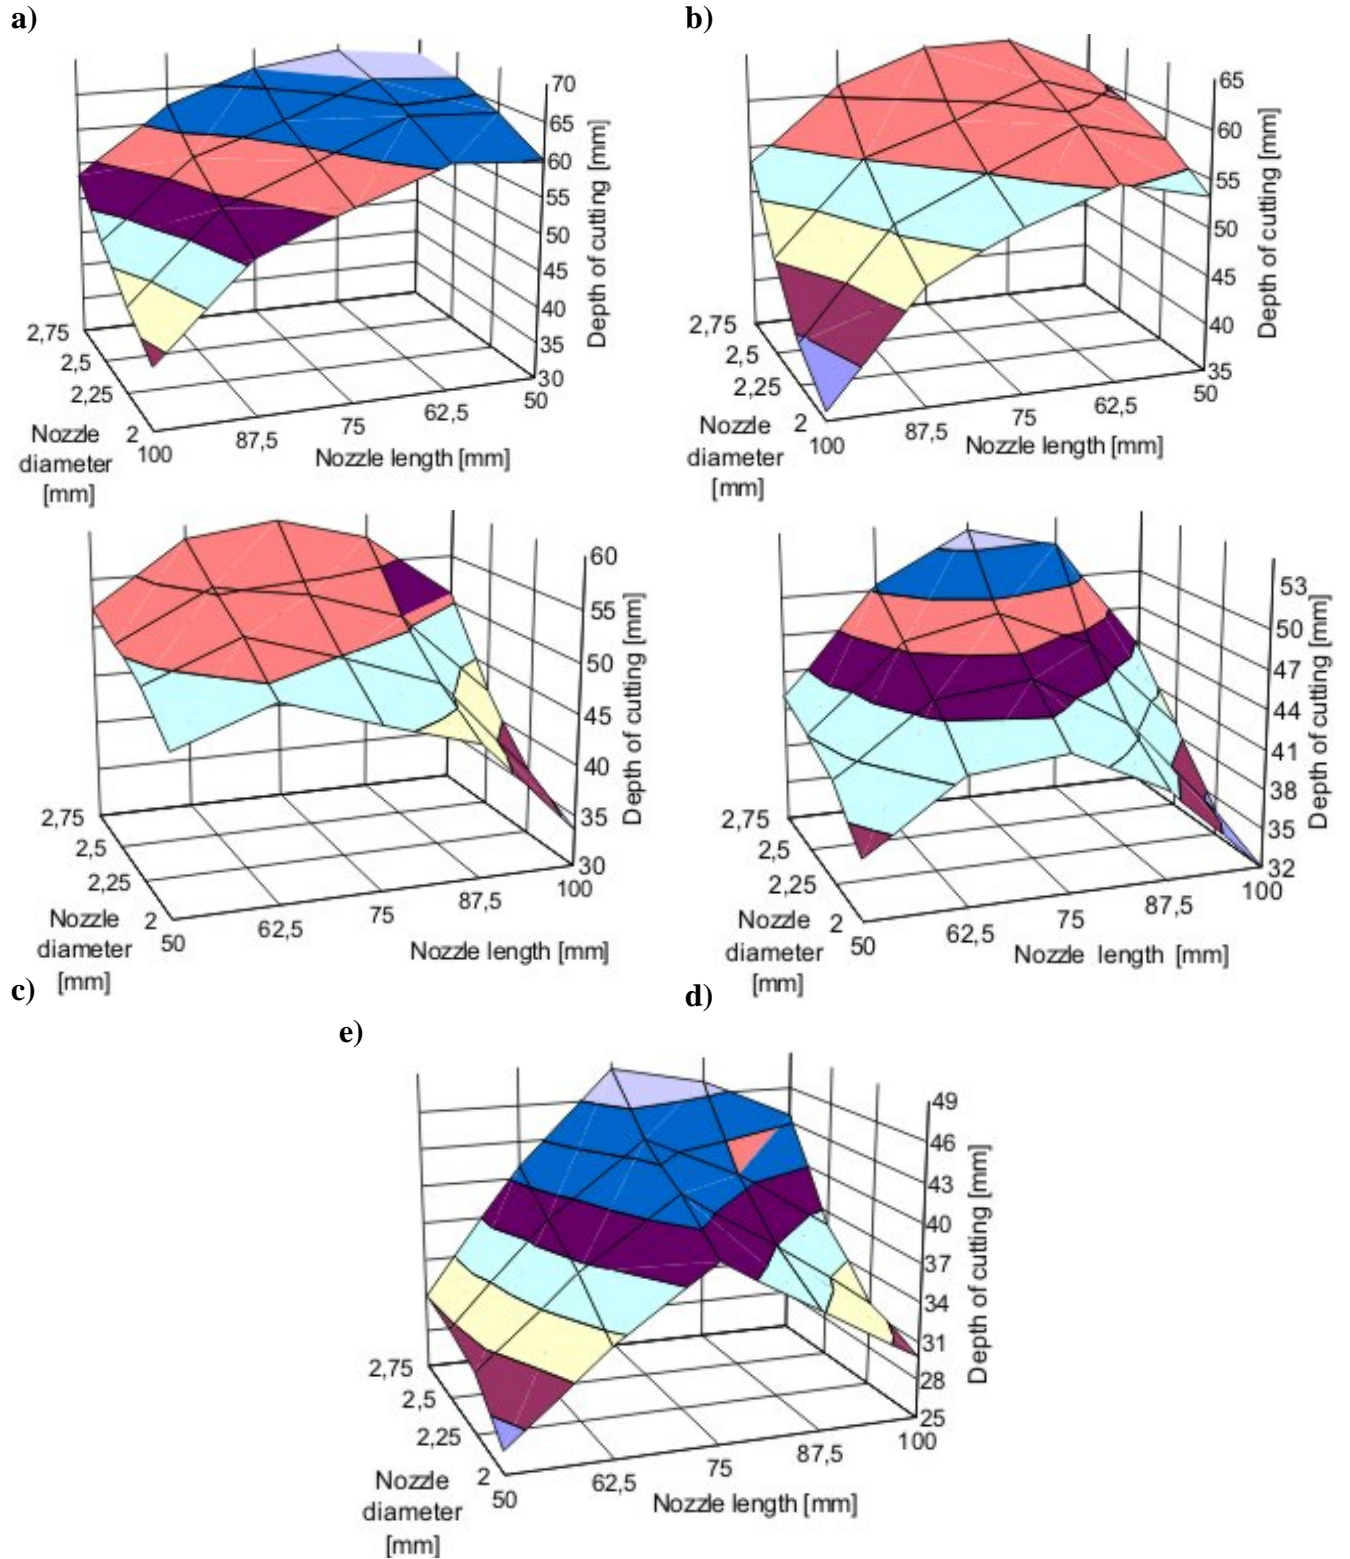 a)
b)
70
65
60
55
50
45
40
35
30
Depth of cutting [mm]
2,75
2,5
2,25
2
Nozzle
diameter
[mm]
100
87,5
75
62,5
50
Nozzle length [mm]
65
60
55
50
45
40
35
Depth of cutting [mm]
2,75
2,5
2,25
2
Nozzle
diameter
[mm]
100
87,5
75
62,5
50
Nozzle length [mm]
60
55
50
45
40
35
30
Depth of cutting [mm]
2,75
2,5
2,25
2
Nozzle
diameter
[mm]
50
62,5
75
87,5
100
Nozzle length [mm]
53
50
47
44
41
38
35
32
Depth of cutting [mm]
2,75
2,5
2,25
2
Nozzle
diameter
[mm]
50
62,5
75
87,5
100
Nozzle length [mm]
c)
d)
e)
49
46
43
40
37
34
31
28
25
Depth of cutting [mm]
2,75
2,5
2,25
2
Nozzle
diameter
[mm]
50
62,5
75
87,5
100
Nozzle length [mm]